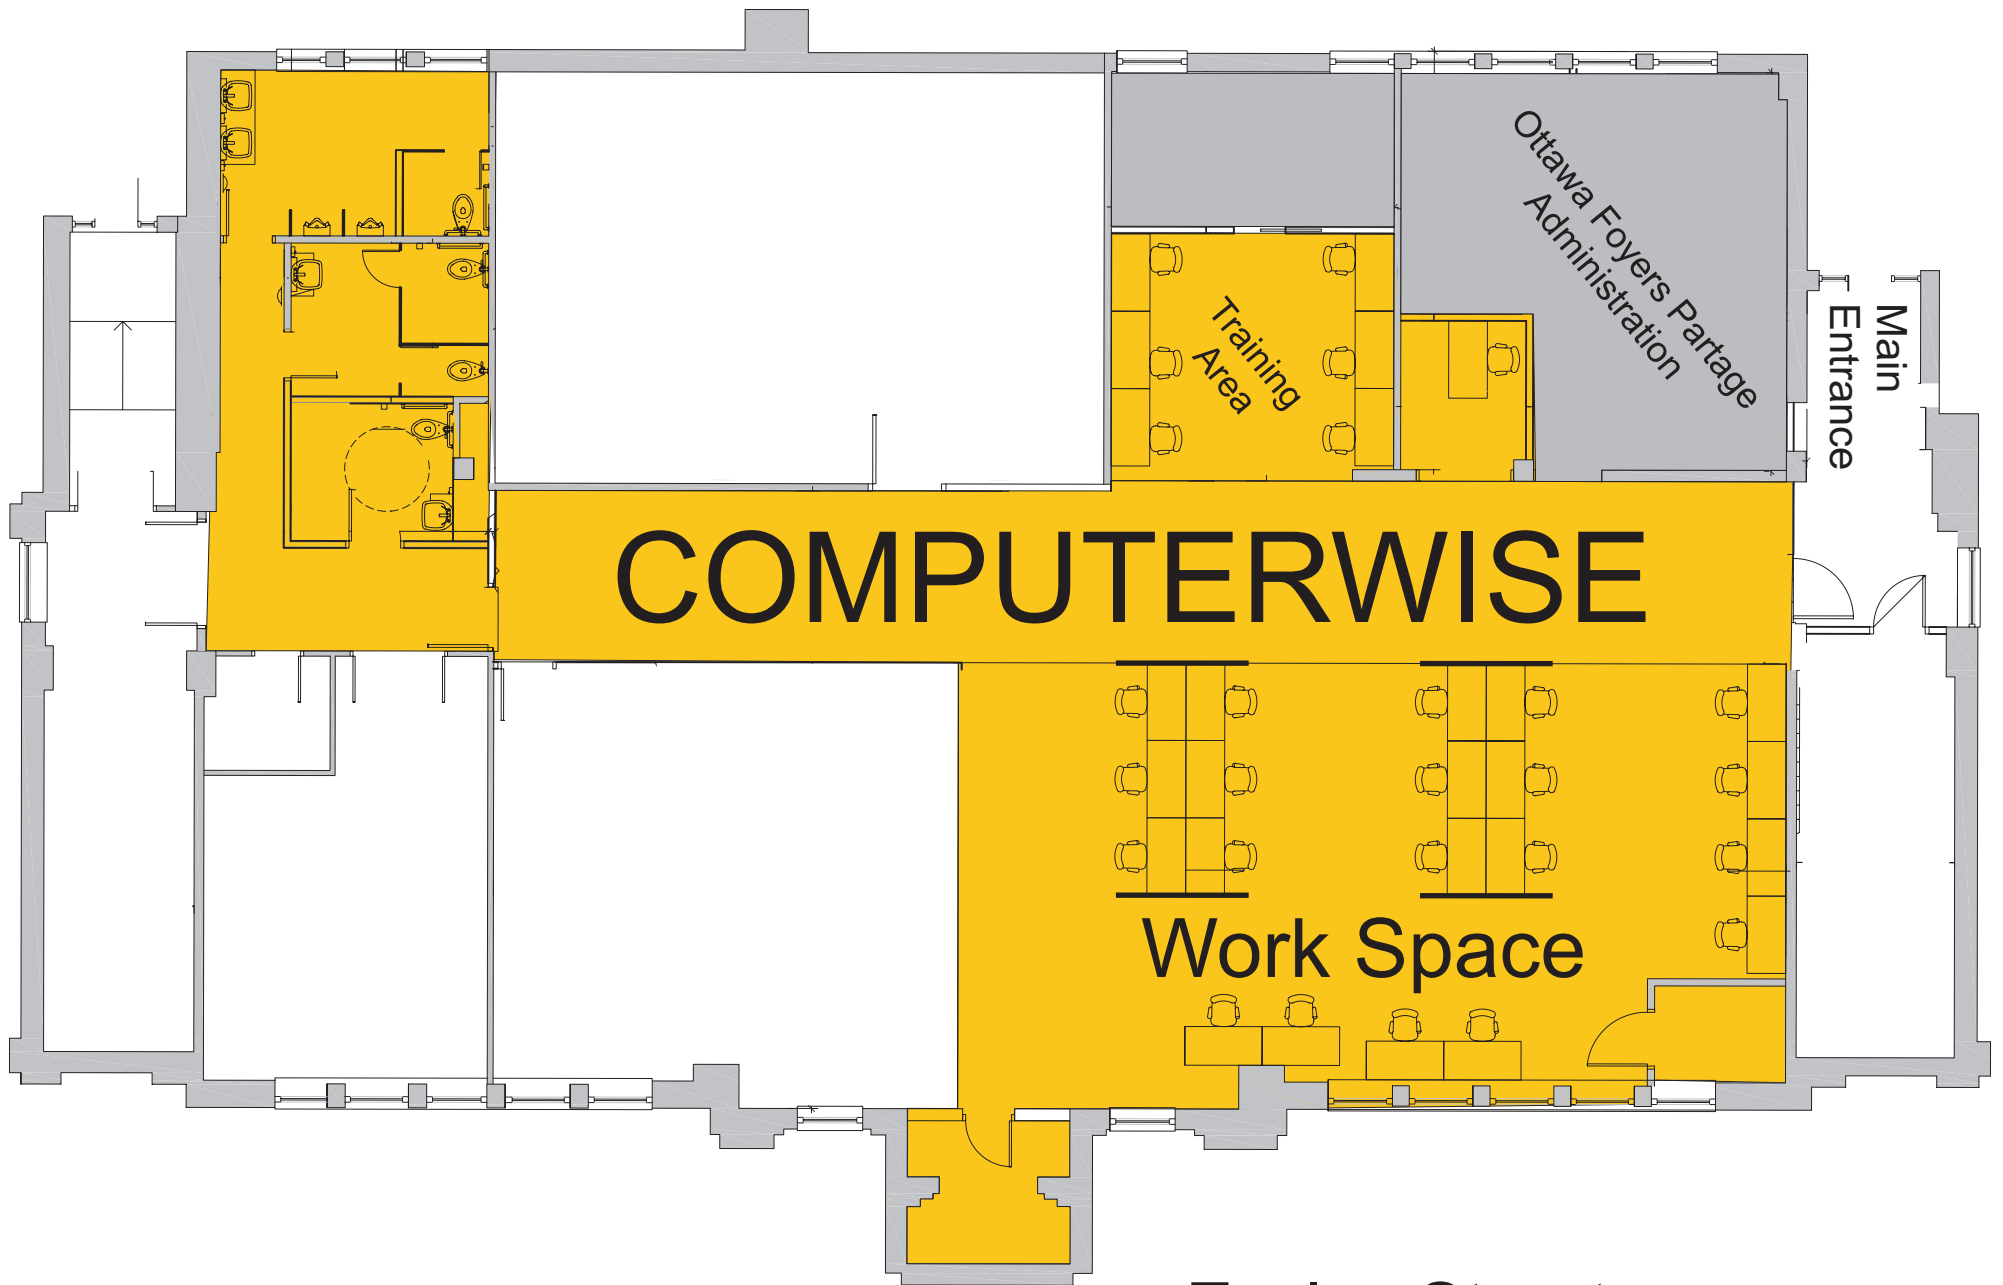 Ottawa Foyers Partage
Administration
Main
Entrance
Training
Area
COMPUTERWISE
Work Space